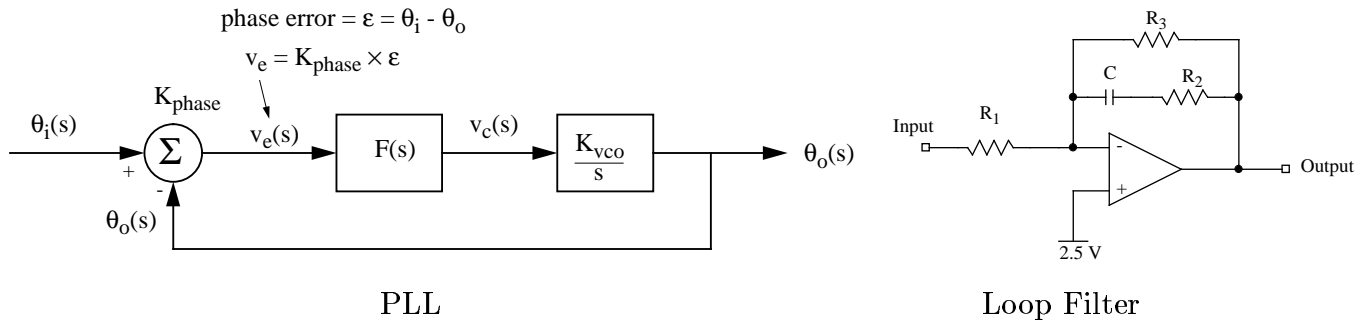 phase error = ε = θi - θo
ve = Kphase × ε
Kphase
θi(s)
+
Σ
-
θo(s)
ve(s)
F(s)
vc(s)
Kvco
s
θo(s)
PLL
R3
C
R2
R1
Input
-
+
Output
2.5 V
Loop Filter